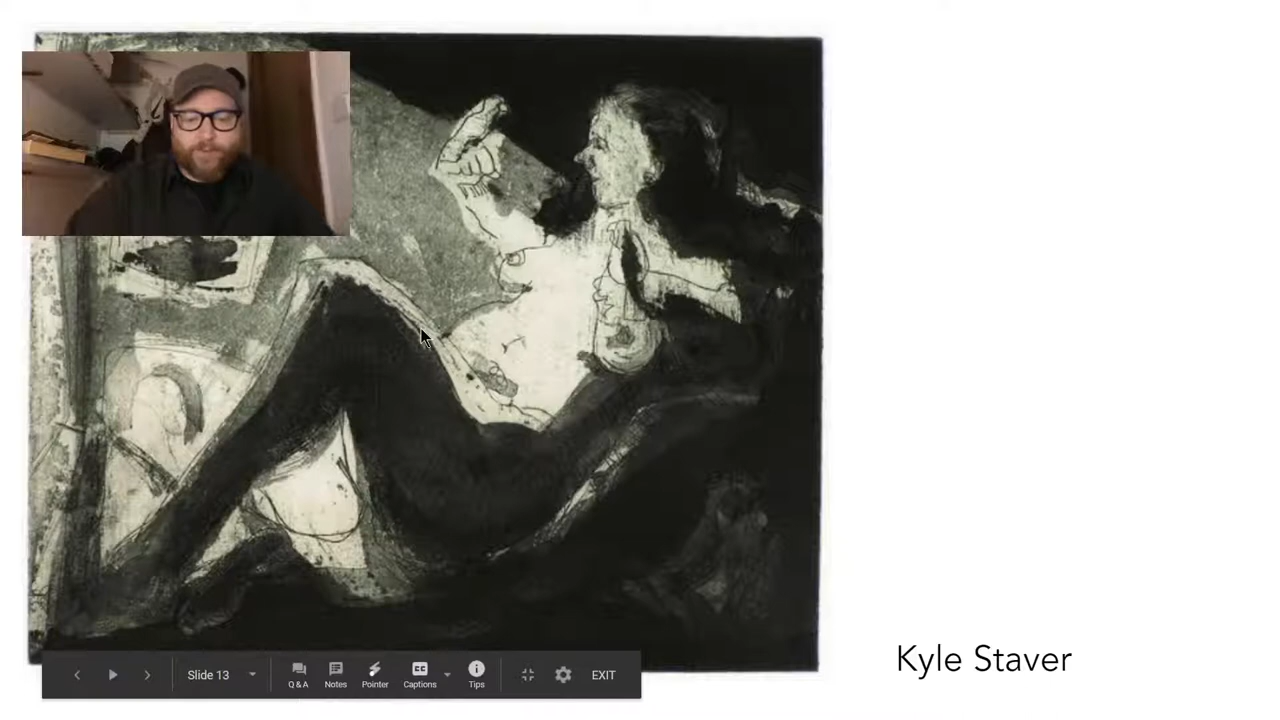 Kyle Staver
Slide 13
Q & A
Notes
Pointer
Captions
Tips
EXIT